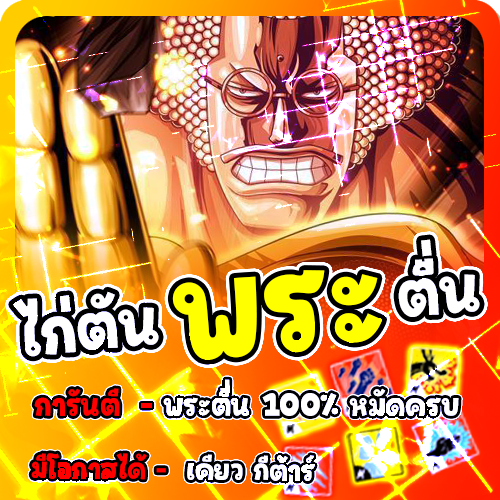 ไก่ตัน พระ ตื่น
การันตี - พระตื่น 100% หมัดครบ
มีโอกาสได้ - เคียว กีต้าร์